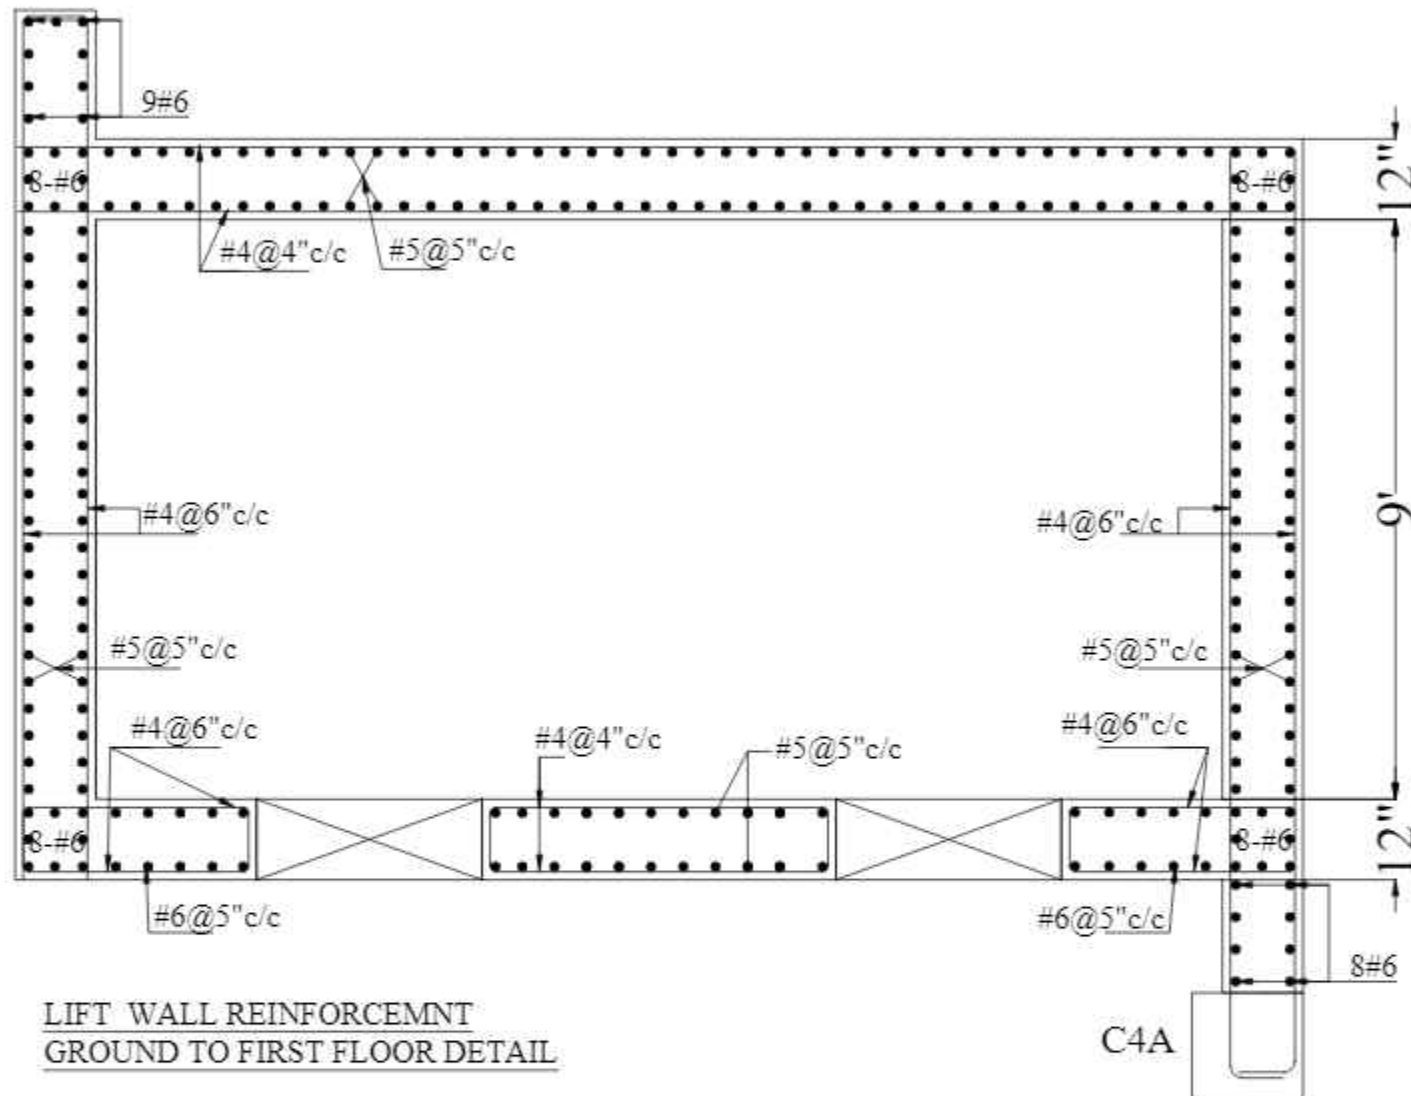 9#6
12"
8-#6
8-#6
#4@4"c/c
#5@5"c/c
#4@6"c/c
#4@6"c/c
9'
#5@5"c/c
#5@5"c/c
#4@6"c/c
#4@4"c/c
#5@5"c/c
#4@6"c/c
8-#6
8-#6
12"
#6@5"c/c
#6@5"c/c
8#6
LIFT WALL REINFORCEMNT
GROUND TO FIRST FLOOR DETAIL
C4A